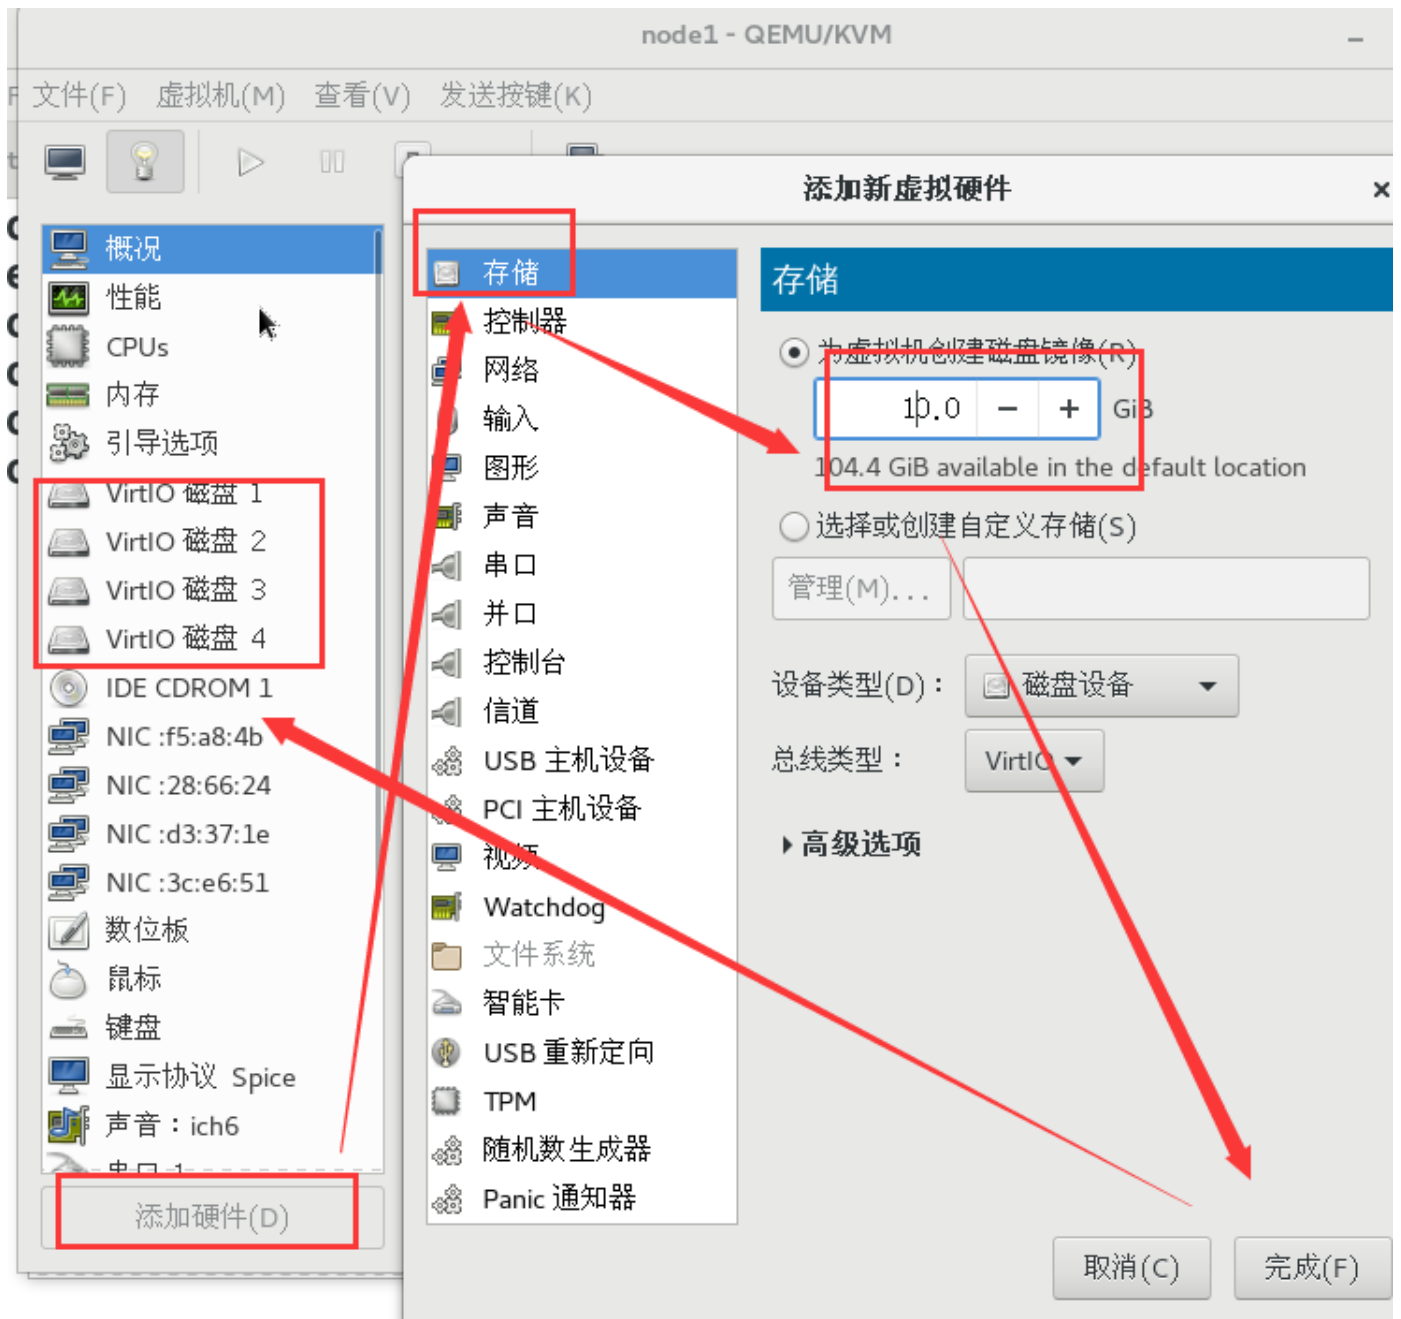 node1 - QEMU/KVM
文件(F) 虚拟机(M) 查看(V) 发送按键(K)
添加新虚拟硬件
概况
性能
CPUs
内存
引导选项
VirtIO 磁盘 1
VirtIO 磁盘 2
VirtIO 磁盘 3
VirtIO 磁盘 4
IDE CDROM 1
NIC :f5:a8:4b
NIC :28:66:24
NIC :d3:37:1e
NIC :3c:e6:51
数位板
鼠标
键盘
显示协议 Spice
声音：ich6
串口 1
添加硬件(D)
存储
控制器
网络
输入
图形
声音
串口
并口
控制台
信道
USB 主机设备
PCI 主机设备
视频
Watchdog
文件系统
智能卡
USB 重新定向
TPM
随机数生成器
Panic 通知器
存储
为虚拟机创建磁盘镜像(R)
10.0 − + GiB
104.4 GiB available in the default location
选择或创建自定义存储(S)
管理(M)...
设备类型(D)： 磁盘设备
总线类型： VirtIO
高级选项
取消(C) 完成(F)